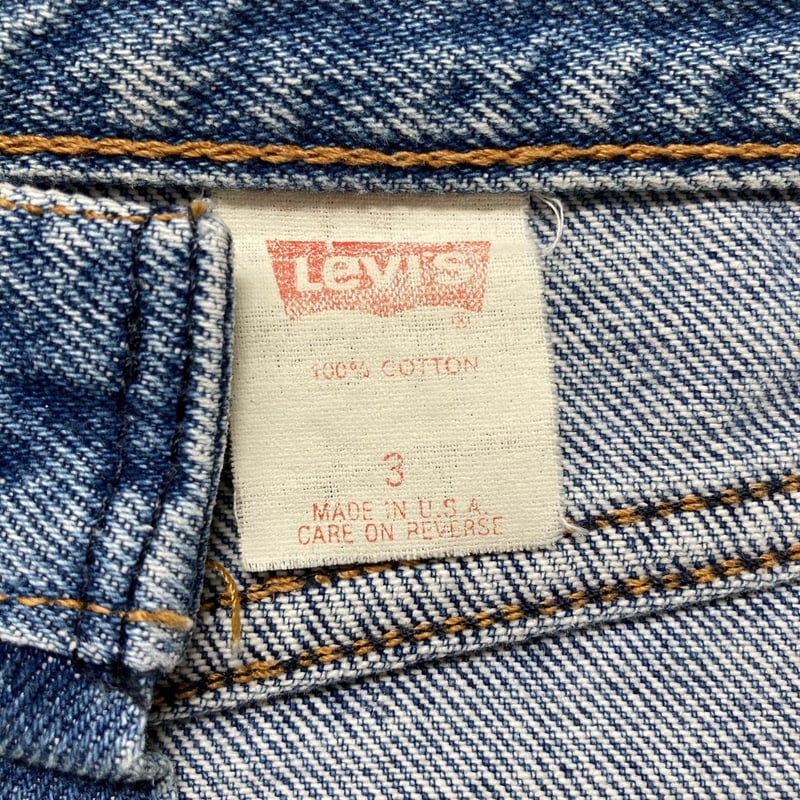 Levi's
®
100% COTTON
3
MADE IN U.S.A.
CARE ON REVERSE